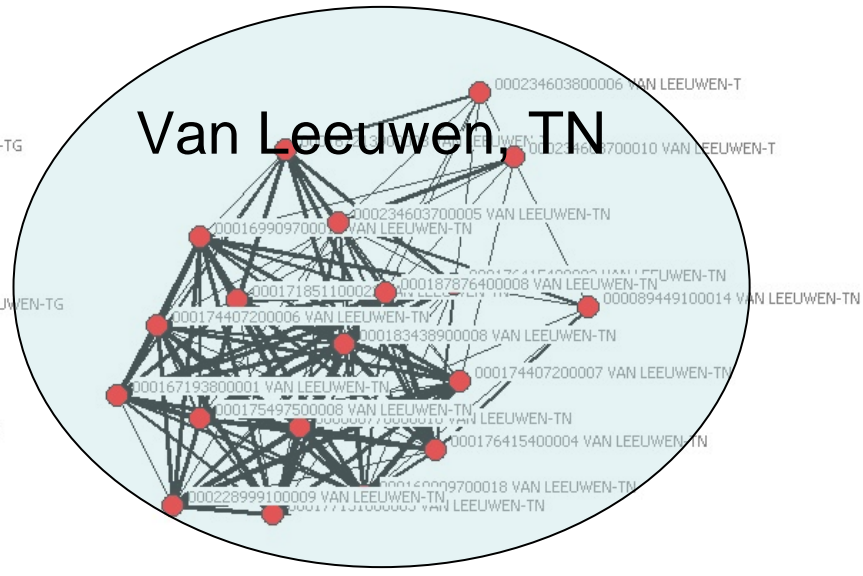 000234603800006 VAN LEEUWEN-T
Van Leeuwen, TN
-TG
VAN LEEUWEN-T
000234603700005 VAN LEEUWEN-TN
VAN LEEUWEN-TN
LEEUWEN-TN
000187876400008 VAN LEEUWEN-TN
000089449100014 VAN LEEUWEN-TN
UWEN-TG
000174407200006 VAN LEEUWEN-TN
000183438900008 VAN LEEUWEN-TN
000174407200007 VAN LEEUWEN-TN
000167193800001 VAN LEEUWEN-TN
000175497500008 VAN LEEUWEN-TN
VAN LEEUWEN-TN
000176415400004 VAN LEEUWEN-TN
VAN LEEUWEN-TN
000228999100009 VAN LEEUWEN-TN
VAN LEEUWEN-TN